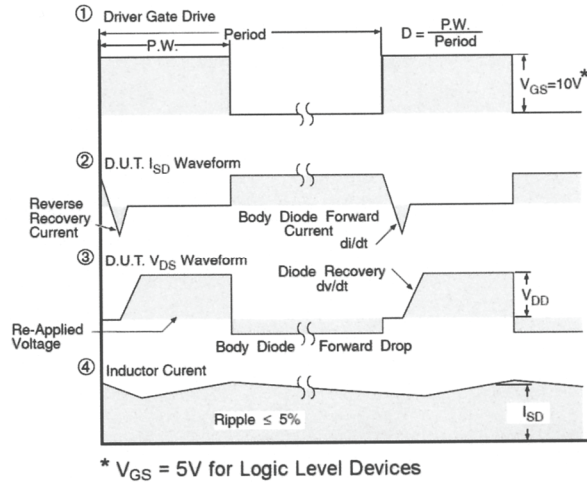 ① Driver Gate Drive
P.W.
Period
D = P.W. / Period
V_GS=10V*
② D.U.T. I_SD Waveform
Reverse
Recovery
Current
Body Diode Forward
Current
di/dt
③ D.U.T. V_DS Waveform
Diode Recovery
dv/dt
V_DD
Re-Applied
Voltage
Body Diode Forward Drop
④ Inductor Curent
Ripple ≤ 5%
I_SD
* V_GS = 5V for Logic Level Devices